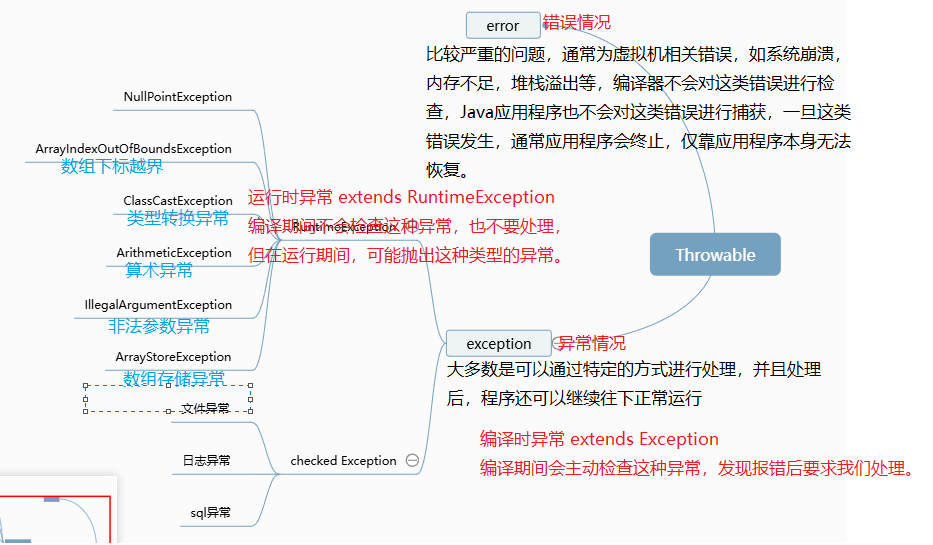 error
错误情况
比较严重的问题，通常为虚拟机相关错误，如系统崩溃，
内存不足，堆栈溢出等，编译器不会对这类错误进行检
查，Java应用程序也不会对这类错误进行捕获，一旦这类
错误发生，通常应用程序会终止，仅靠应用程序本身无法
恢复。
Throwable
NullPointException
ArrayIndexOutOfBoundsException
数组下标越界
ClassCastException
类型转换异常
ArithmeticException
算术异常
IllegalArgumentException
非法参数异常
ArrayStoreException
数组存储异常
运行时异常 extends RuntimeException
RuntimeException
编译期间不会检查这种异常，也不要处理，
但在运行期间，可能抛出这种类型的异常。
exception
异常情况
大多数是可以通过特定的方式进行处理，并且处理
后，程序还可以继续往下正常运行
编译时异常 extends Exception
编译期间会主动检查这种异常，发现报错后要求我们处理。
文件异常
日志异常
checked Exception
sql异常